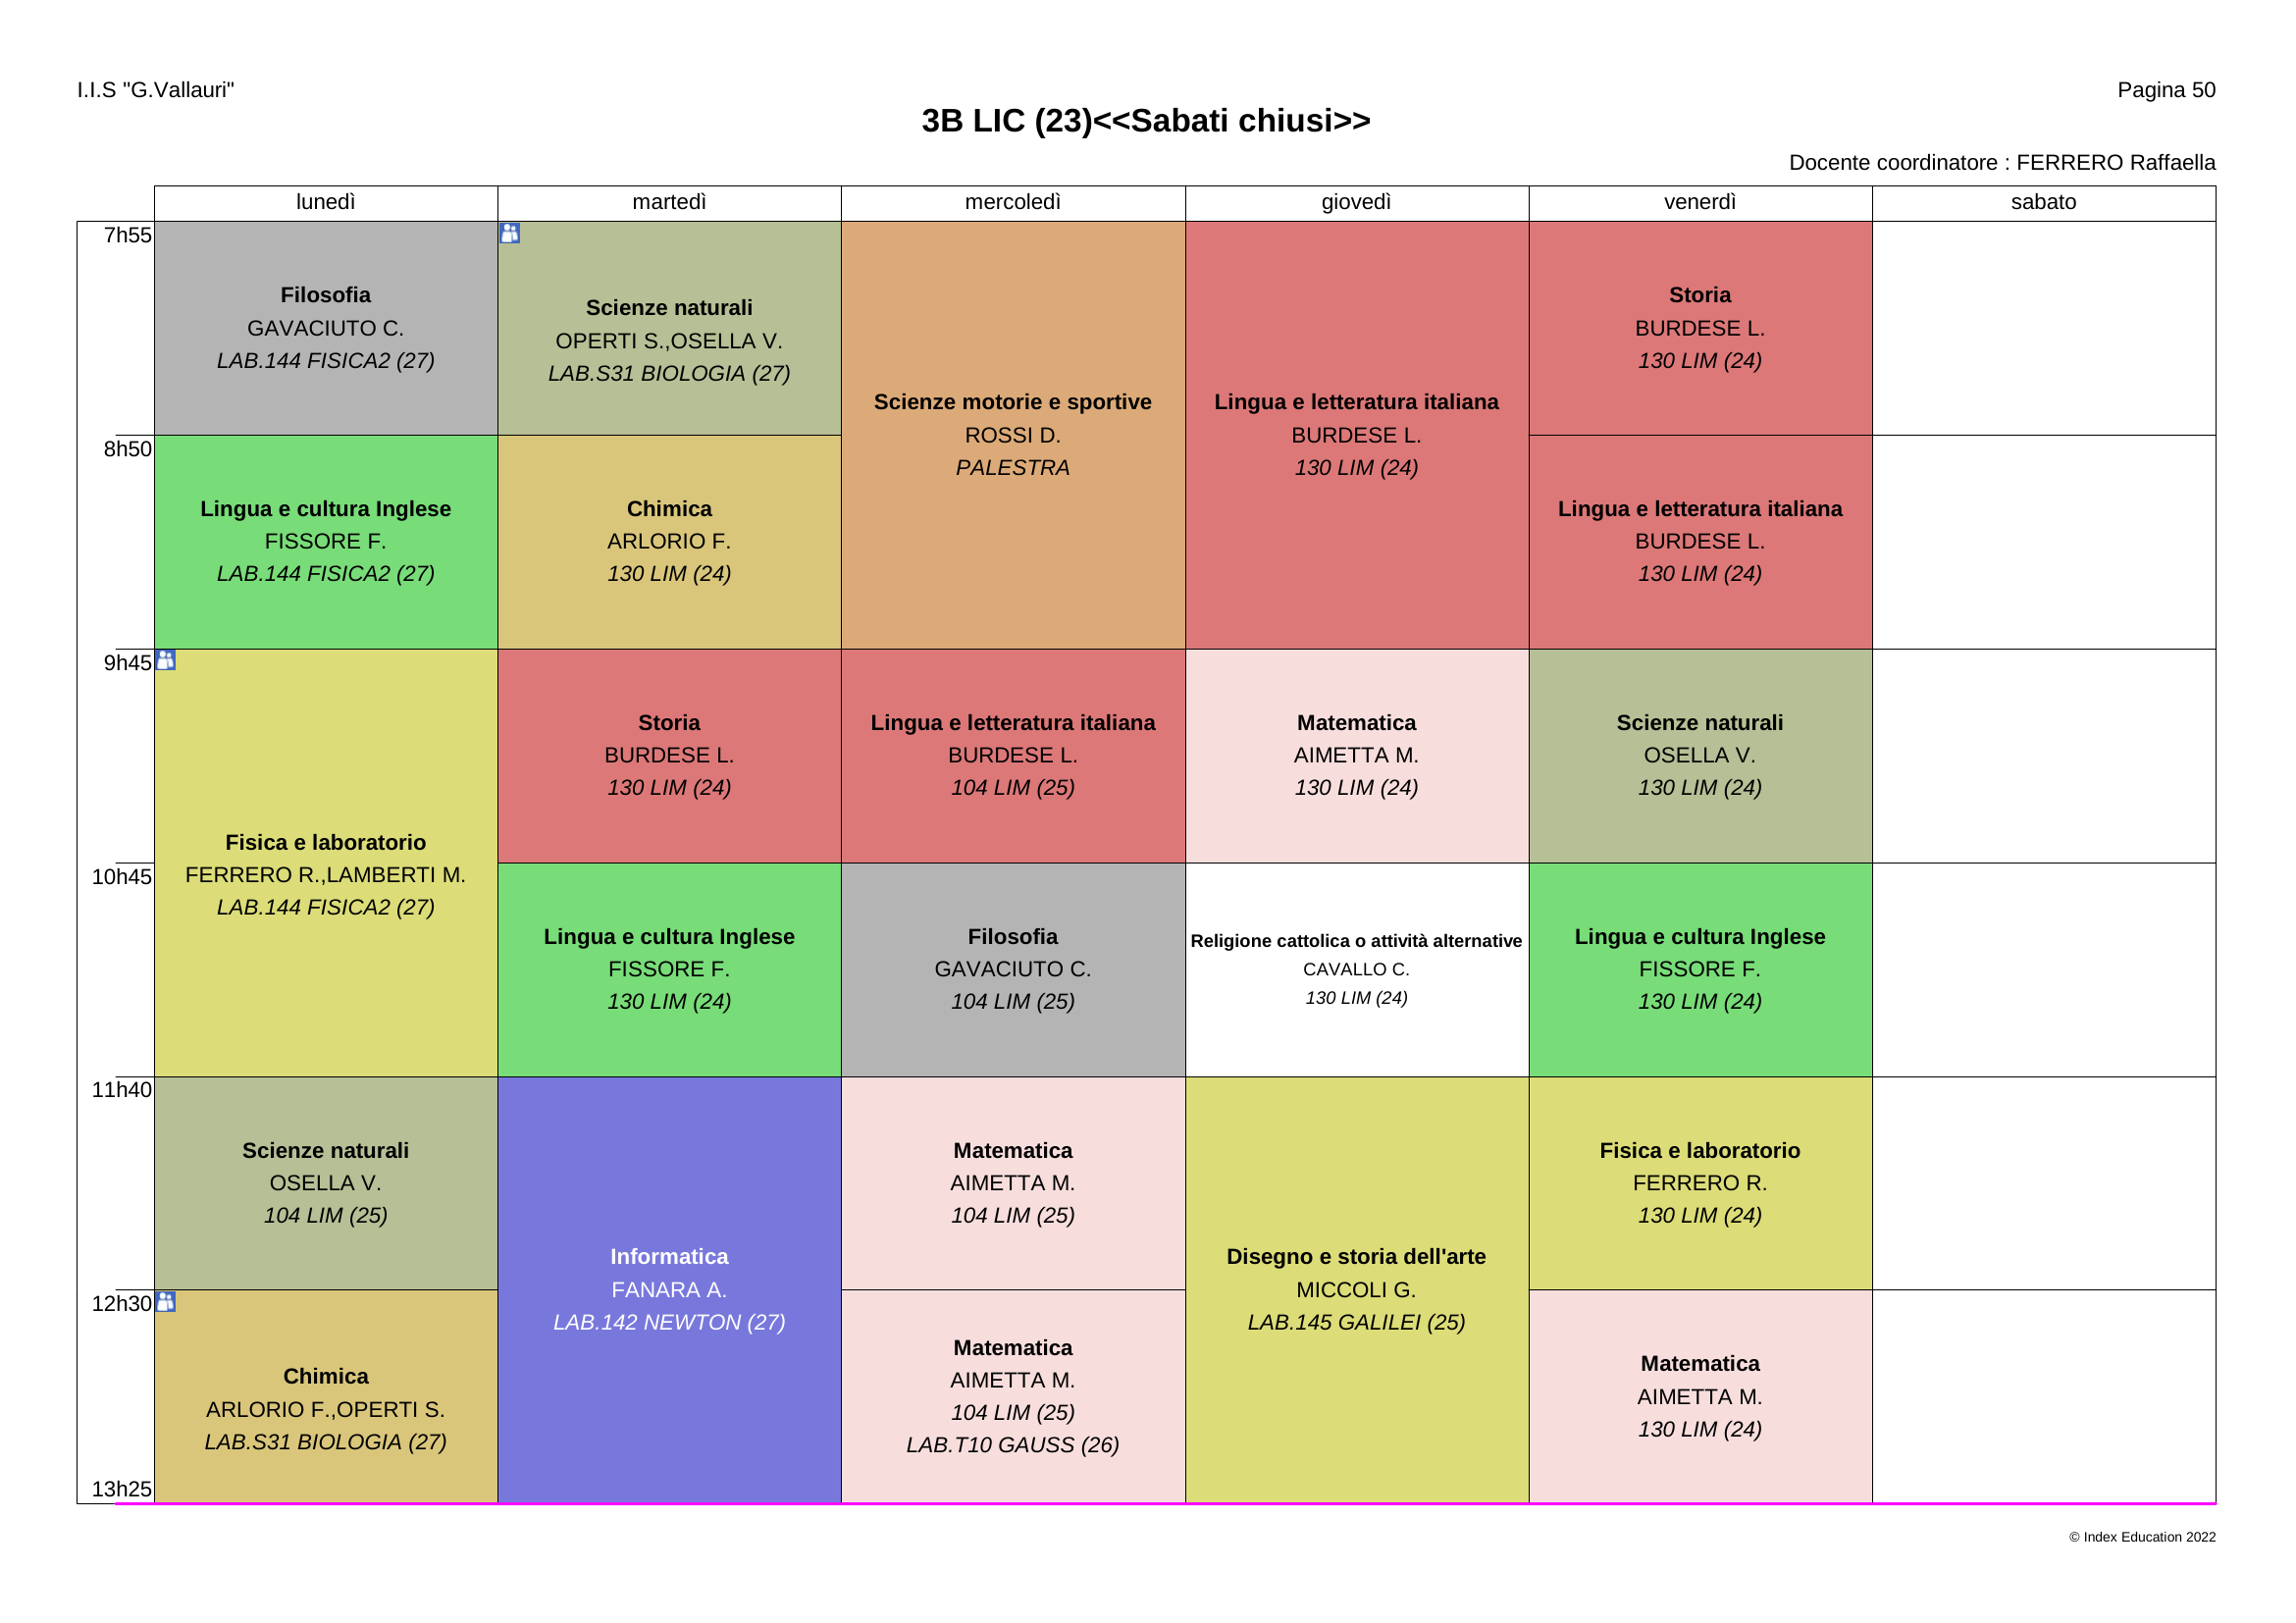 I.I.S "G.Vallauri"
Pagina 50
3B LIC (23)<<Sabati chiusi>>
Docente coordinatore : FERRERO Raffaella
lunedì
martedì
mercoledì
giovedì
venerdì
sabato
7h55
Filosofia
GAVACIUTO C.
LAB.144 FISICA2 (27)
Scienze naturali
OPERTI S.,OSELLA V.
LAB.S31 BIOLOGIA (27)
Scienze motorie e sportive
ROSSI D.
PALESTRA
Lingua e letteratura italiana
BURDESE L.
130 LIM (24)
Storia
BURDESE L.
130 LIM (24)
8h50
Lingua e cultura Inglese
FISSORE F.
LAB.144 FISICA2 (27)
Chimica
ARLORIO F.
130 LIM (24)
Lingua e letteratura italiana
BURDESE L.
130 LIM (24)
9h45
Fisica e laboratorio
FERRERO R.,LAMBERTI M.
LAB.144 FISICA2 (27)
Storia
BURDESE L.
130 LIM (24)
Lingua e letteratura italiana
BURDESE L.
104 LIM (25)
Matematica
AIMETTA M.
130 LIM (24)
Scienze naturali
OSELLA V.
130 LIM (24)
10h45
Lingua e cultura Inglese
FISSORE F.
130 LIM (24)
Filosofia
GAVACIUTO C.
104 LIM (25)
Religione cattolica o attività alternative
CAVALLO C.
130 LIM (24)
Lingua e cultura Inglese
FISSORE F.
130 LIM (24)
11h40
Scienze naturali
OSELLA V.
104 LIM (25)
Informatica
FANARA A.
LAB.142 NEWTON (27)
Matematica
AIMETTA M.
104 LIM (25)
Disegno e storia dell'arte
MICCOLI G.
LAB.145 GALILEI (25)
Fisica e laboratorio
FERRERO R.
130 LIM (24)
12h30
Chimica
ARLORIO F.,OPERTI S.
LAB.S31 BIOLOGIA (27)
Matematica
AIMETTA M.
104 LIM (25)
LAB.T10 GAUSS (26)
Matematica
AIMETTA M.
130 LIM (24)
13h25
© Index Education 2022